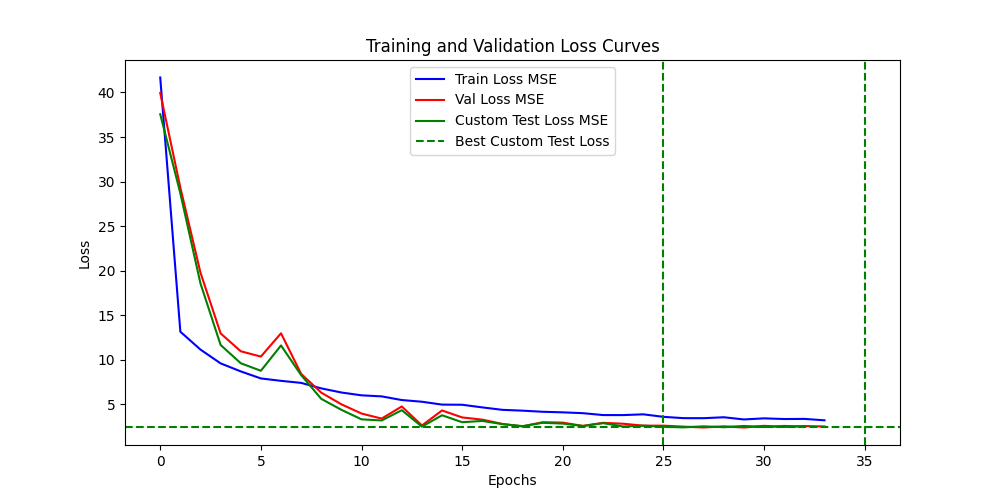 Training and Validation Loss Curves
Train Loss MSE
Val Loss MSE
Custom Test Loss MSE
Best Custom Test Loss
40
35
30
25
20
15
10
5
Loss
0 5 10 15 20 25 30 35
Epochs